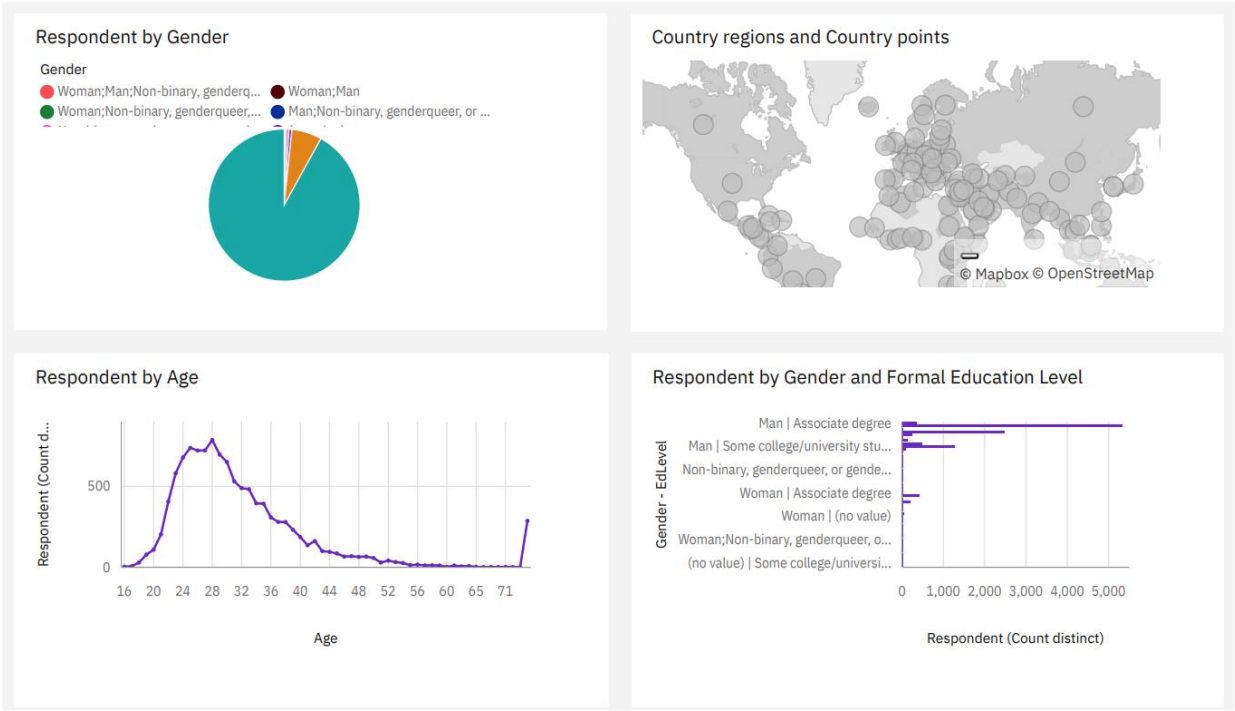 Respondent by Gender
Gender
Woman;Man;Non-binary, genderq... Woman;Man
Woman;Non-binary, genderqueer,... Man;Non-binary, genderqueer, or ...
Country regions and Country points
© Mapbox © OpenStreetMap
Respondent by Age
Respondent (Count d...
500
0
16 20 24 28 32 36 40 44 48 52 56 60 65 71
Age
Respondent by Gender and Formal Education Level
Gender - EdLevel
Man | Associate degree
Man | Some college/university stu...
Non-binary, genderqueer, or gende...
Woman | Associate degree
Woman | (no value)
Woman;Non-binary, genderqueer, o...
(no value) | Some college/universi...
0 1,000 2,000 3,000 4,000 5,000
Respondent (Count distinct)